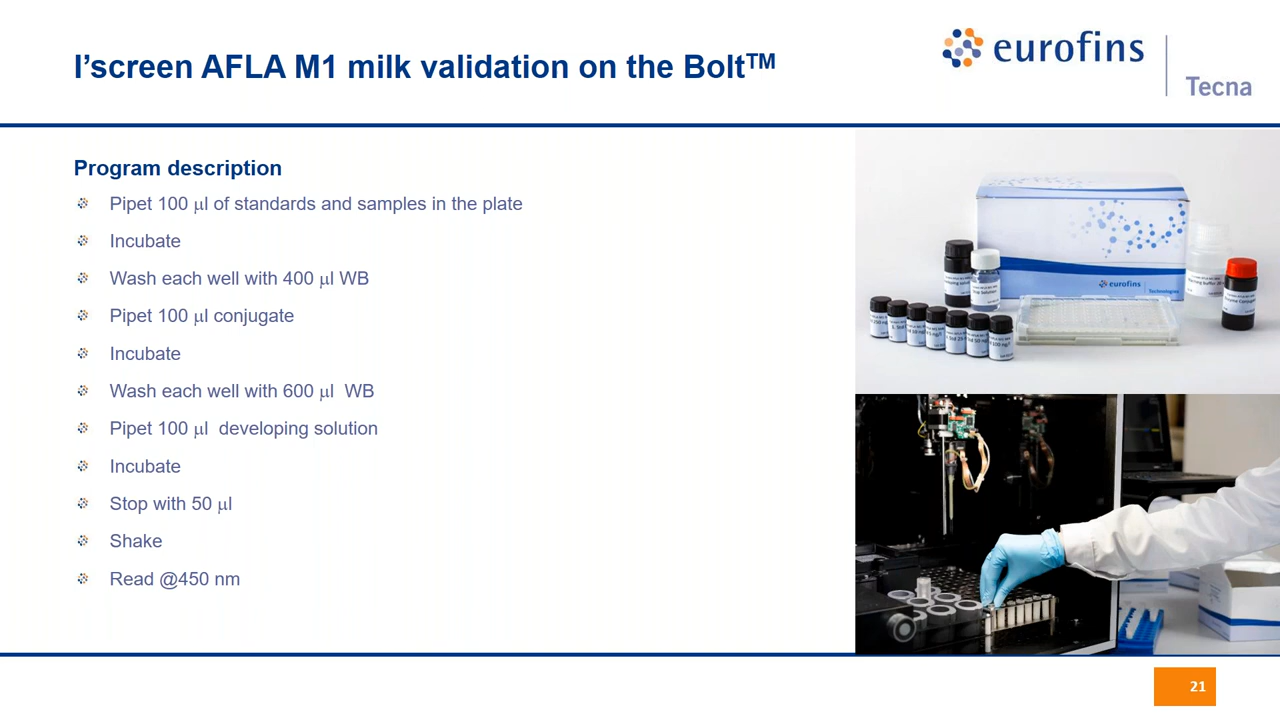 I’screen AFLA M1 milk validation on the Bolt™
eurofins
Tecna
Program description
Pipet 100 μl of standards and samples in the plate
Incubate
Wash each well with 400 μl WB
Pipet 100 μl conjugate
Incubate
Wash each well with 600 μl  WB
Pipet 100 μl  developing solution
Incubate
Stop with 50 μl
Shake
Read @450 nm
eurofins
Technologies
21